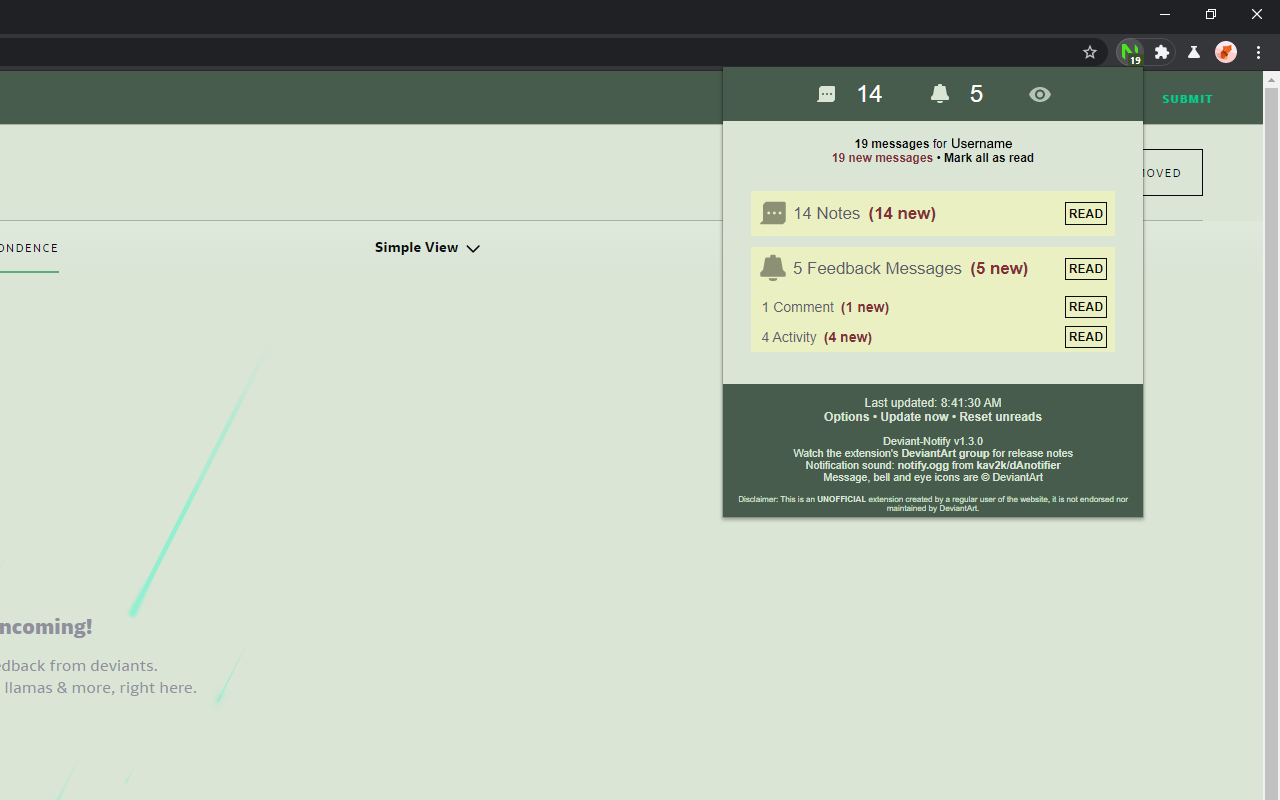 19
14 5
SUBMIT
19 messages for Username
19 new messages • Mark all as read
14 Notes (14 new) READ
5 Feedback Messages (5 new) READ
1 Comment (1 new) READ
4 Activity (4 new) READ
Last updated: 8:41:30 AM
Options • Update now • Reset unreads
Deviant-Notify v1.3.0
Watch the extension's DeviantArt group for release notes
Notification sound: notify.ogg from kav2k/dAnotifier
Message, bell and eye icons are © DeviantArt
Disclaimer: This is an UNOFFICIAL extension created by a regular user of the website, it is not endorsed nor
maintained by DeviantArt.
OVED
ONDENCE
Simple View
ncoming!
edback from deviants.
llamas & more, right here.